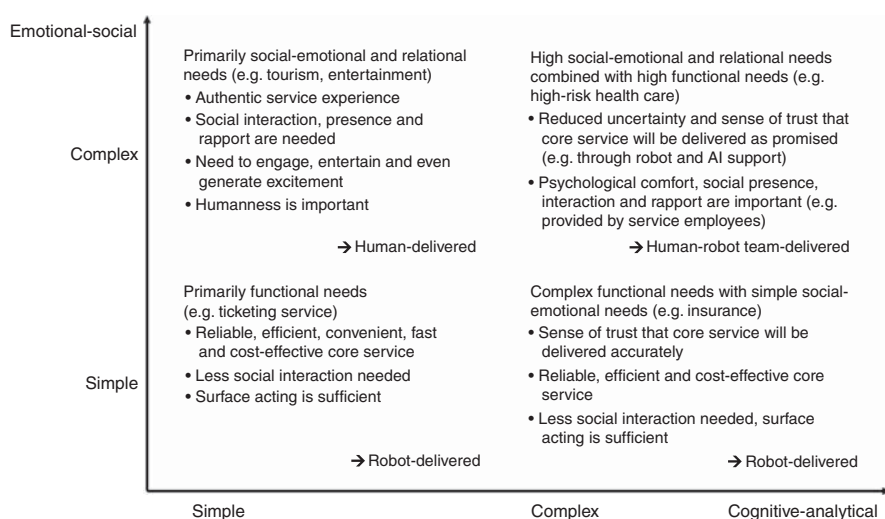 Emotional-social
Complex
Simple
Primarily social-emotional and relational
needs (e.g. tourism, entertainment)
• Authentic service experience
• Social interaction, presence and
rapport are needed
• Need to engage, entertain and even
generate excitement
• Humanness is important
→ Human-delivered
High social-emotional and relational needs
combined with high functional needs (e.g.
high-risk health care)
• Reduced uncertainty and sense of trust that
core service will be delivered as promised
(e.g. through robot and AI support)
• Psychological comfort, social presence,
interaction and rapport are important (e.g.
provided by service employees)
→ Human-robot team-delivered
Primarily functional needs
(e.g. ticketing service)
• Reliable, efficient, convenient, fast
and cost-effective core service
• Less social interaction needed
• Surface acting is sufficient
→ Robot-delivered
Complex functional needs with simple social-
emotional needs (e.g. insurance)
• Sense of trust that core service will be
delivered accurately
• Reliable, efficient and cost-effective core
service
• Less social interaction needed, surface
acting is sufficient
→ Robot-delivered
Simple
Complex
Cognitive-analytical